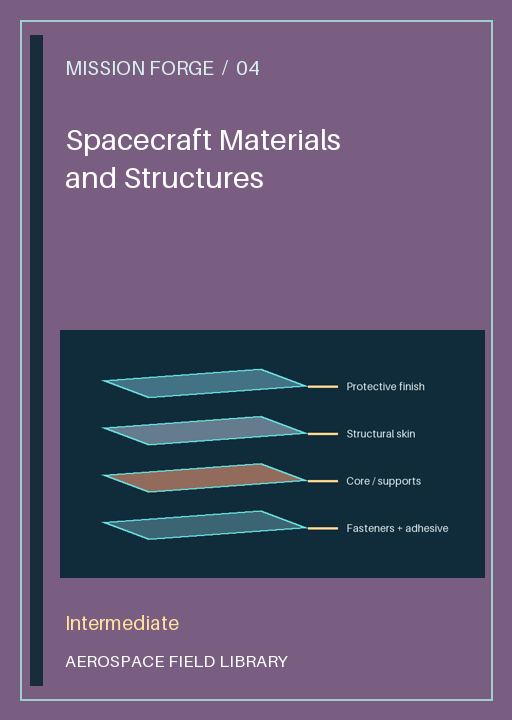 MISSION FORGE / 04
Spacecraft Materials
and Structures
Protective finish
Structural skin
Core / supports
Fasteners + adhesive
Intermediate
AEROSPACE FIELD LIBRARY